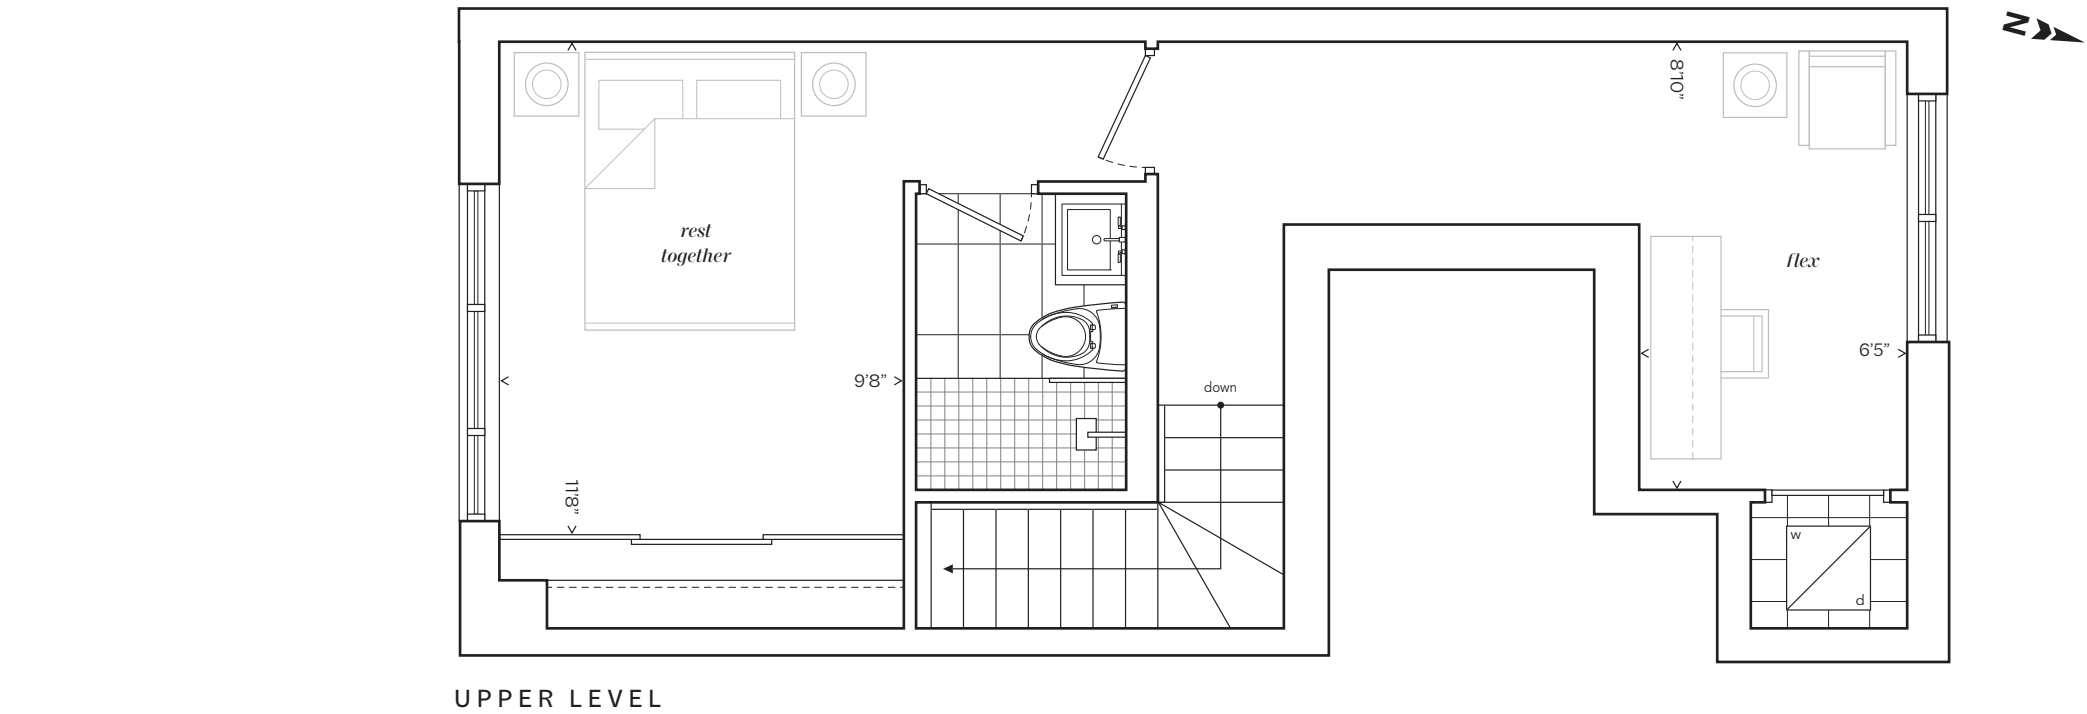 N
8'10"
rest
together
flex
6'5"
9'8"
down
11'8"
w
d
UPPER LEVEL